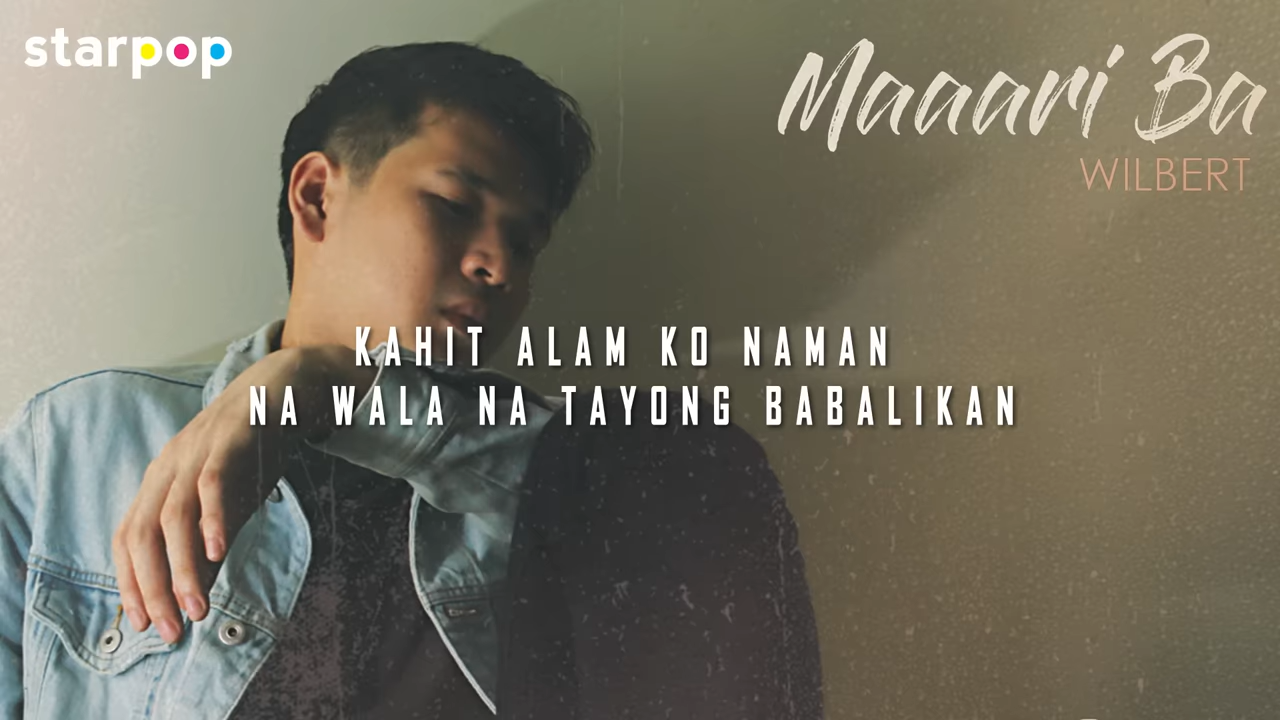 starpop
Maaari Ba
WILBERT
KAHIT ALAM KO NAMAN
NA WALA NA TAYONG BABALIKAN